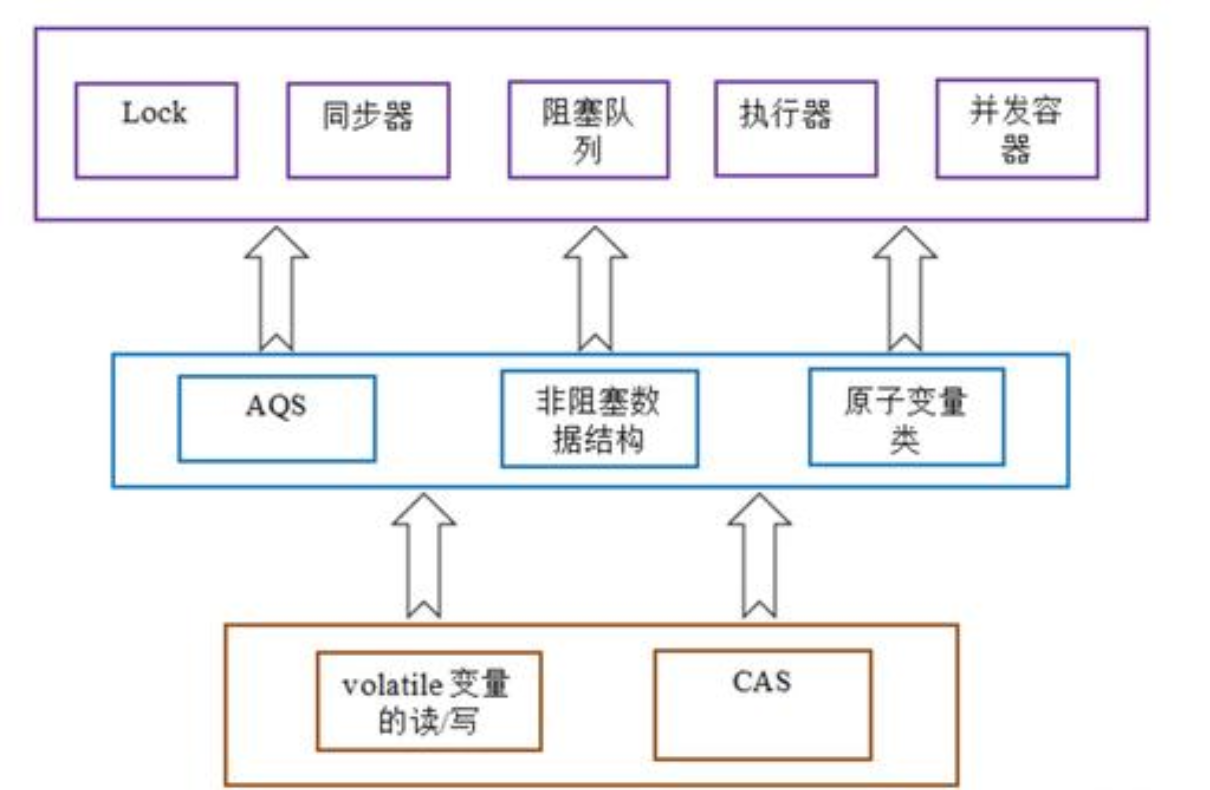 Lock
同步器
阻塞队
列
执行器
并发容
器
AQS
非阻塞数
据结构
原子变量
类
volatile 变量
的读/写
CAS